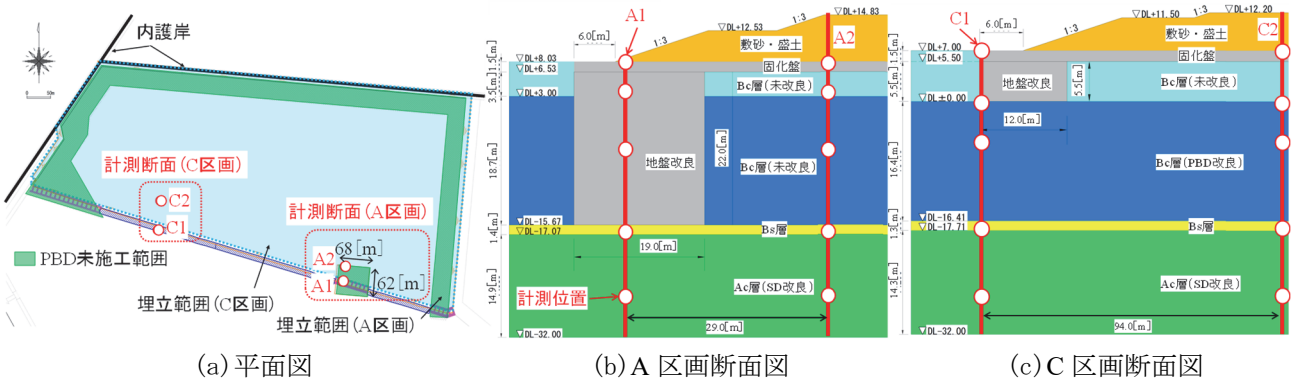 内護岸
計測断面(C区画)
C2
C1
計測断面(A区画)
A2
68[m]
A1
62[m]
PBD未施工範囲
埋立範囲(C区画)
埋立範囲(A区画)
(a)平面図
A1
▽DL+14.83
▽DL+12.53
1:3
1:3
6.0[m]
A2
敷砂・盛土
▽DL+8.03
1.5[m]
固化盤
▽DL+6.53
3.5[m]
Bc層(未改良)
▽DL+3.00
地盤改良
22.0[m]
18.7[m]
Bc層(未改良)
▽DL-15.67
1.4[m]
Bs層
▽DL-17.07
19.0[m]
14.9[m]
Ac層(SD改良)
計測位置
29.0[m]
▽DL-32.00
(b)A区画断面図
C1
6.0[m]
1:3
▽DL+11.50
▽DL+12.20
C2
敷砂・盛土
▽DL+7.00
1.5[m]
固化盤
▽DL+5.50
5.5[m]
地盤改良
5.5[m]
Bc層(未改良)
▽DL±0.00
12.0[m]
16.4[m]
Bc層(PBD改良)
▽DL-16.41
1.3[m]
Bs層
▽DL-17.71
14.3[m]
Ac層(SD改良)
94.0[m]
▽DL-32.00
(c)C区画断面図